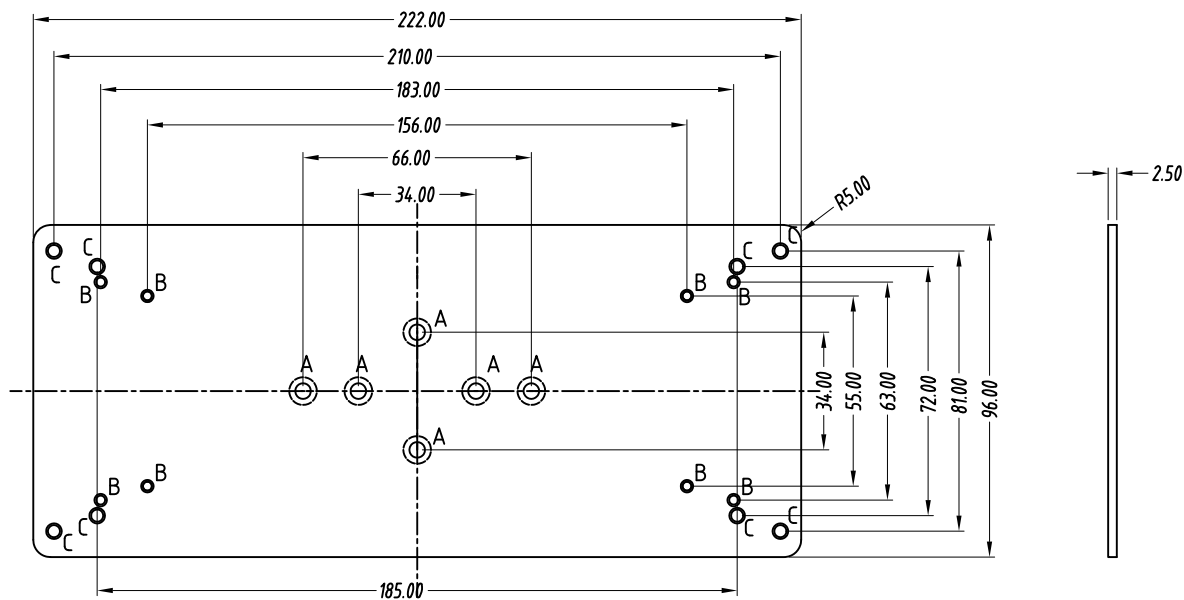 222.00
210.00
183.00
156.00
66.00
34.00
2.50
R5.00
C C C C
C
B B B B
A
A A A A
34.00 55.00 63.00 72.00 81.00 96.00
A
B B B B
C C C C
185.00